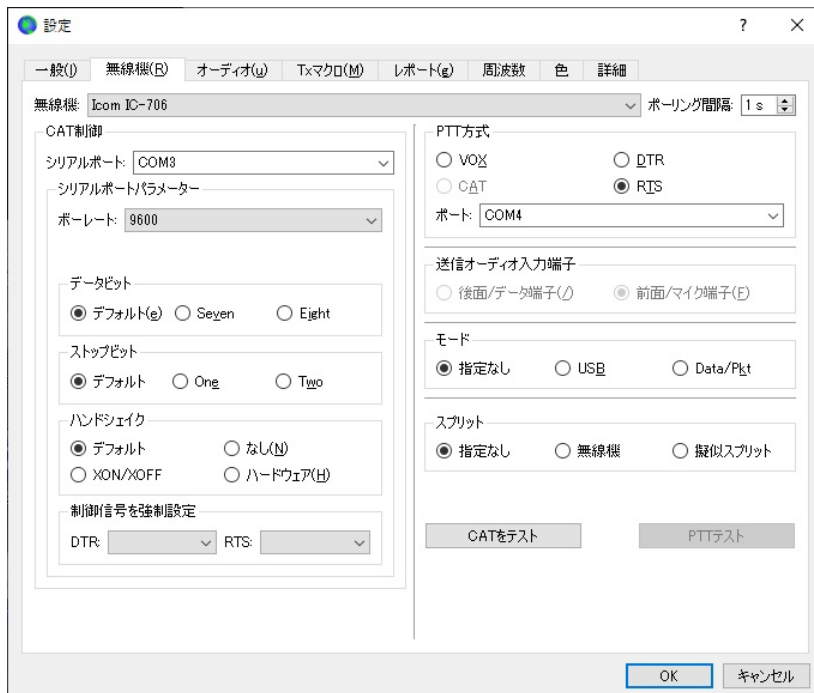 設定
一般(I) 無線機(R) オーディオ(u) Txマクロ(M) レポート(g) 周波数 色 詳細
無線機: Icom IC-706 ポーリング間隔: 1 s
CAT制御
シリアルポート: COM3
シリアルポートパラメーター
ボーレート: 9600
データビット
デフォルト(e) Seven Eight
ストップビット
デフォルト One Two
ハンドシェイク
デフォルト なし(N)
XON/XOFF ハードウェア(H)
制御信号を強制設定
DTR: RTS:
PTT方式
VOX DTR
CAT RTS
ポート: COM4
送信オーディオ入力端子
後面/データ端子(/) 前面/マイク端子(F)
モード
指定なし USB Data/Pkt
スプリット
指定なし 無線機 擬似スプリット
CATをテスト PTTテスト
OK キャンセル